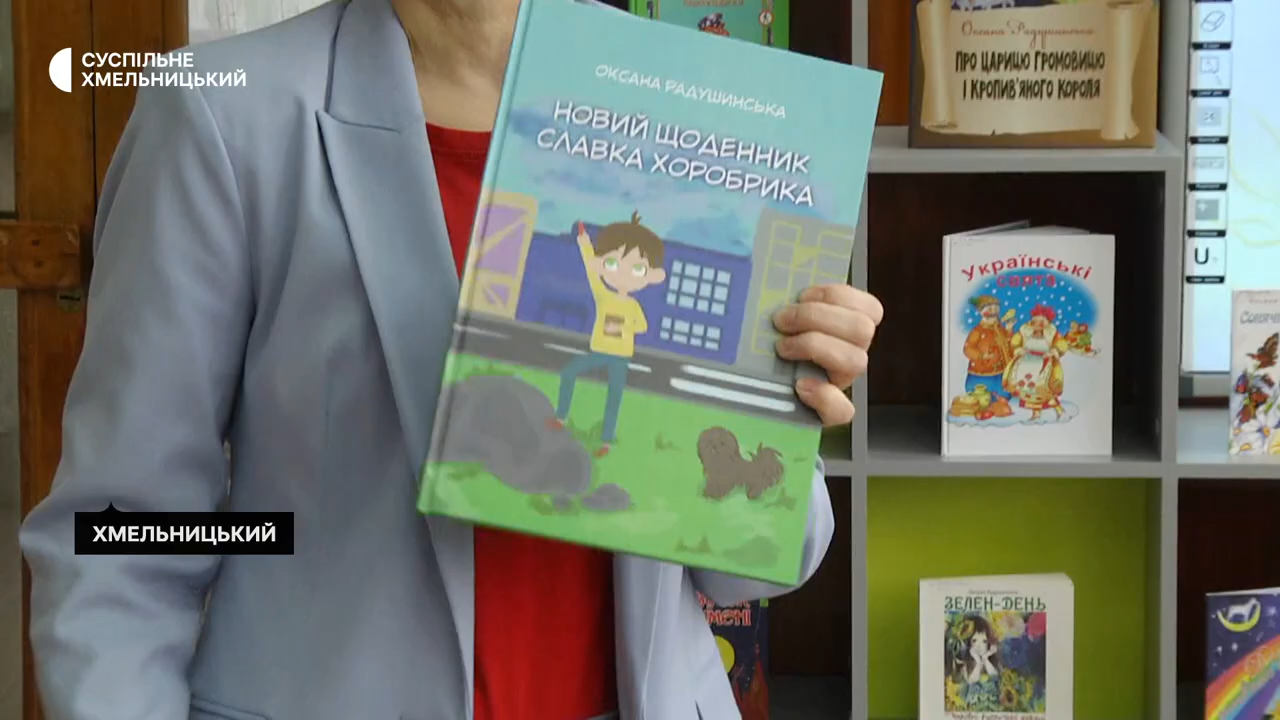 СУСПІЛЬНЕ
ХМЕЛЬНИЦЬКИЙ
ОКСАНА РАДУШИНСЬКА
НОВИЙ ЩОДЕННИК
СЛАВКА ХОРОБРИКА
Оксана Радушинська
ПРО ЦАРИЦЮ ГРОМОВИЦЮ
І КРОПИВ'ЯНОГО КОРОЛЯ
Українські
свята
ХМЕЛЬНИЦЬКИЙ
ЗЕЛЕН-ДЕНЬ